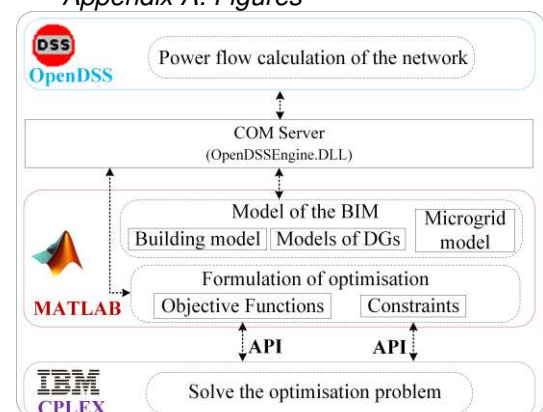 Appendix A: Figures
DSS
OpenDSS
Power flow calculation of the network
COM Server
(OpenDSSEngine.DLL)
Model of the BIM
Building model
Models of DGs
Microgrid
model
Formulation of optimisation
MATLAB
Objective Functions
Constraints
API
API
IBM
CPLEX
Solve the optimisation problem